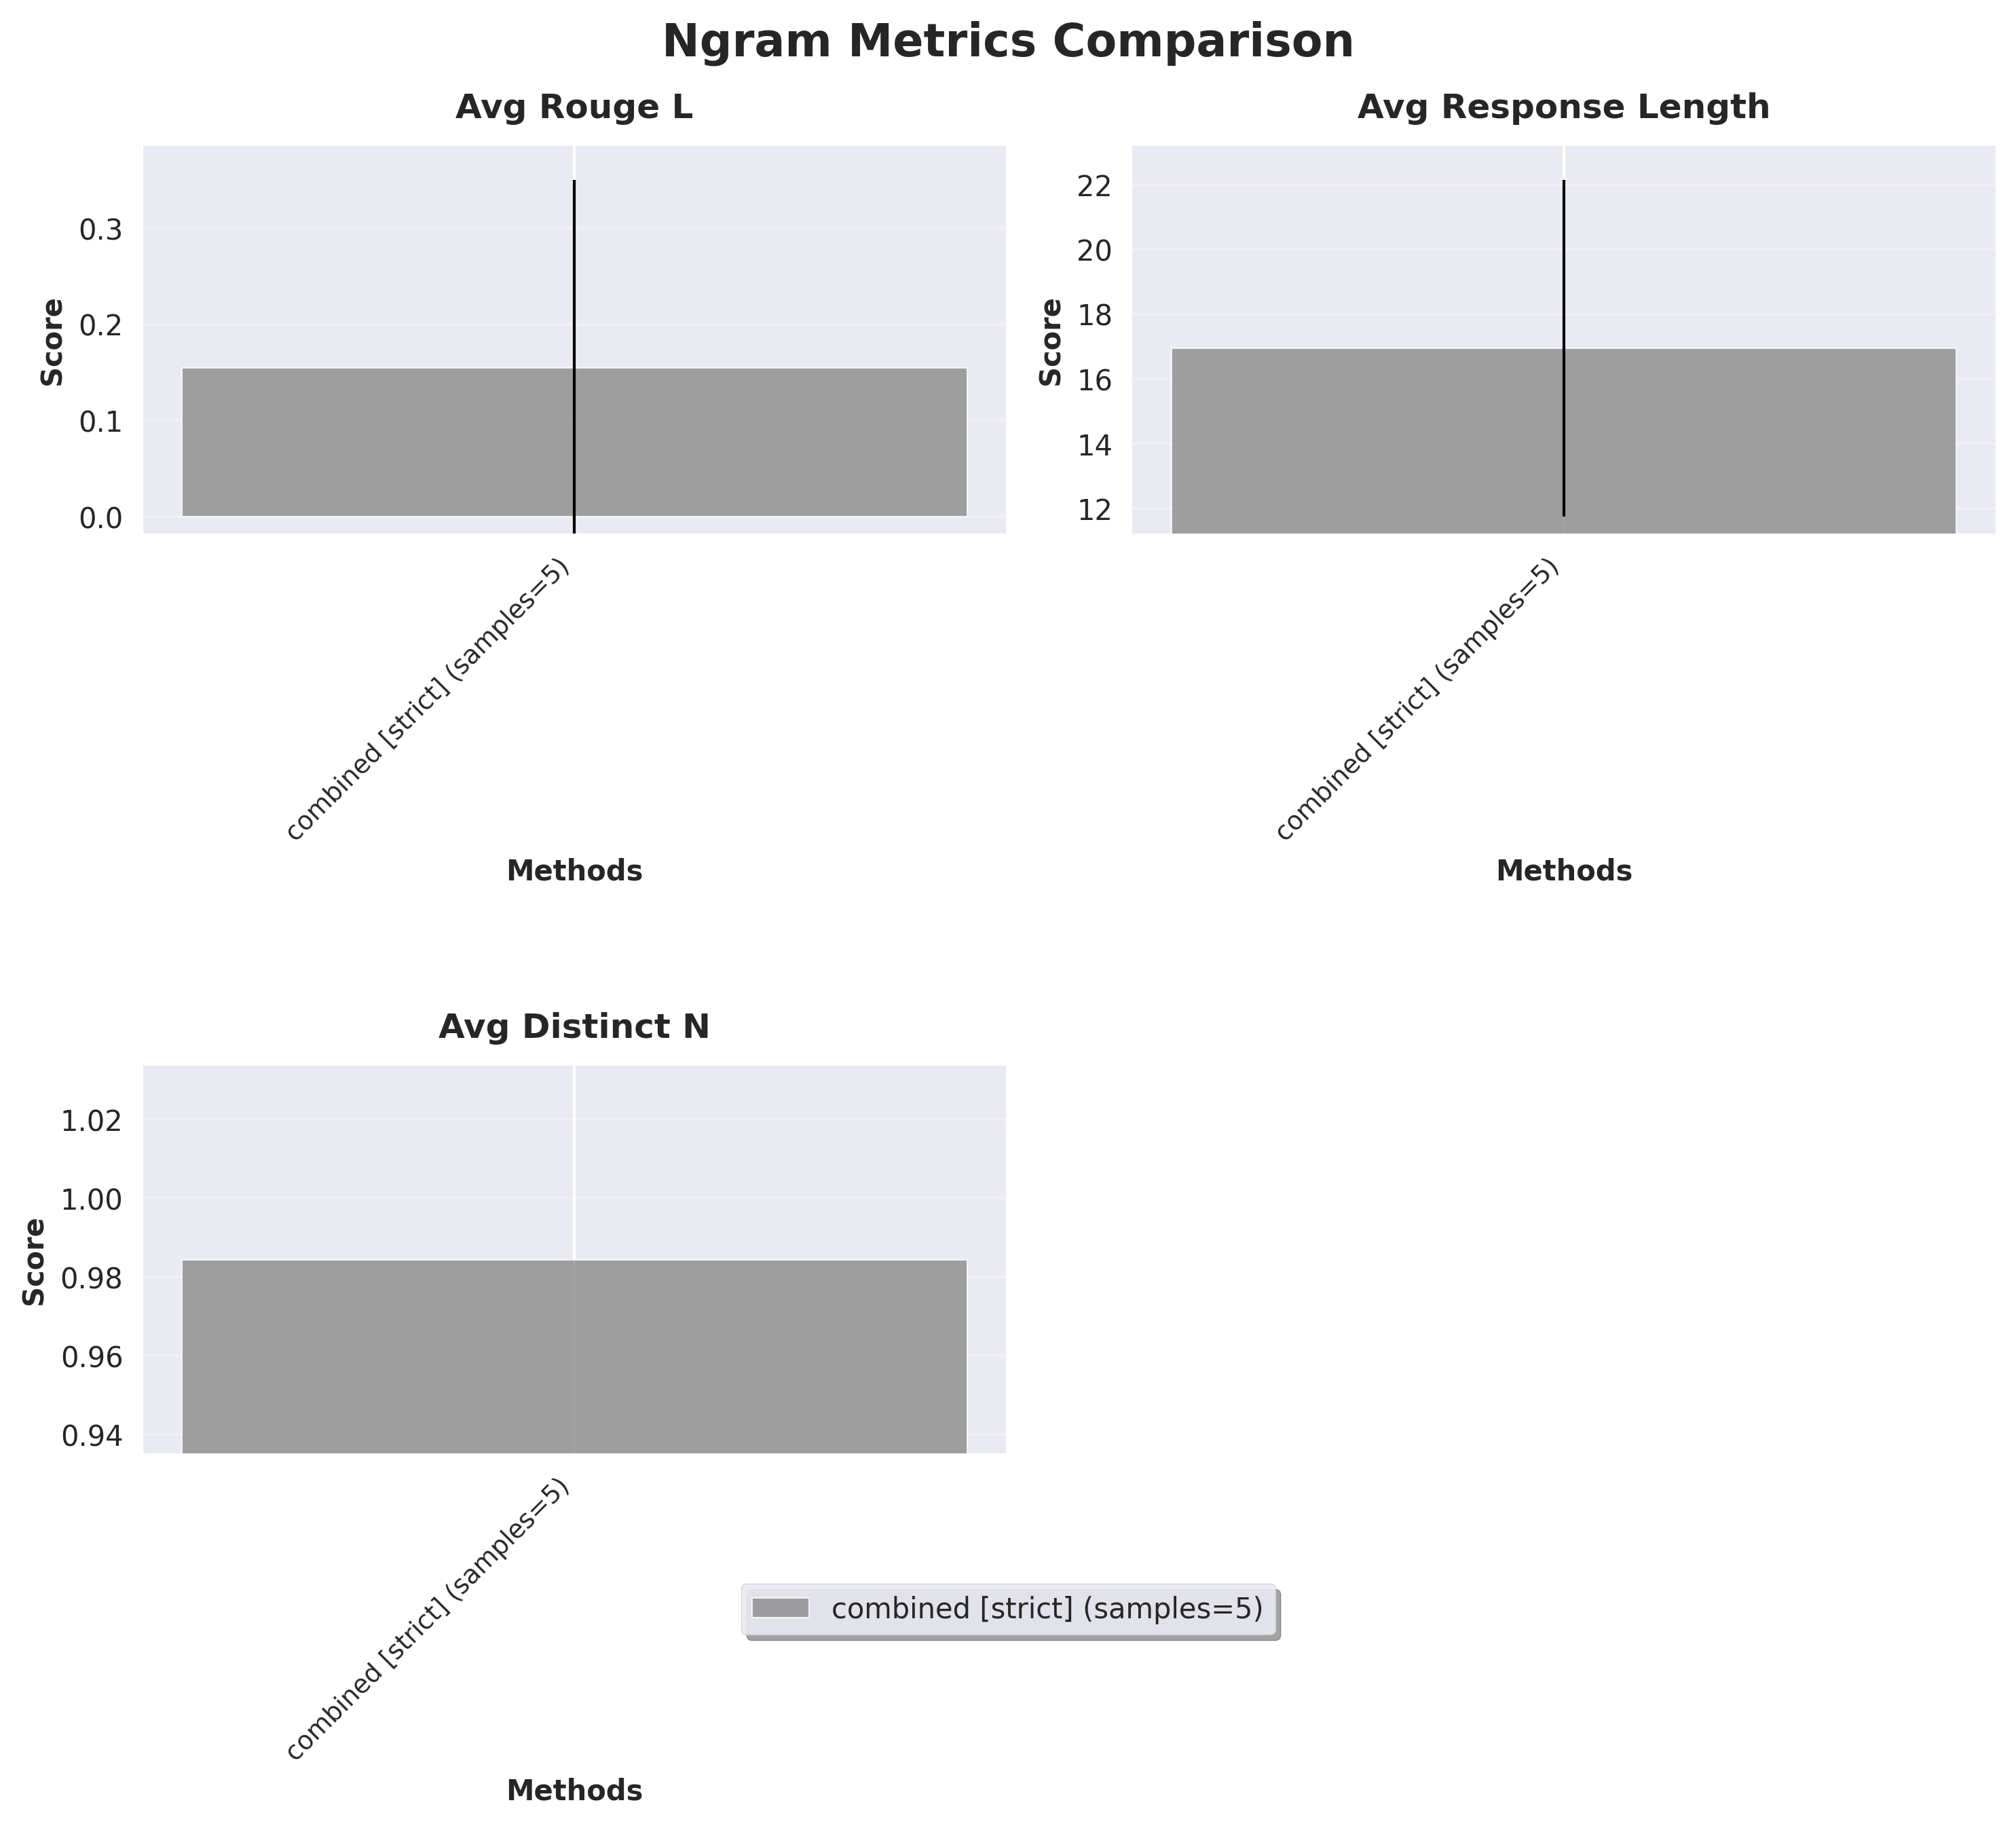 Ngram Metrics Comparison
Avg Rouge L
Score
0.3
0.2
0.1
0.0
combined [strict] (samples=5)
Methods
Avg Response Length
Score
22
20
18
16
14
12
combined [strict] (samples=5)
Methods
Avg Distinct N
Score
1.02
1.00
0.98
0.96
0.94
combined [strict] (samples=5)
Methods
combined [strict] (samples=5)